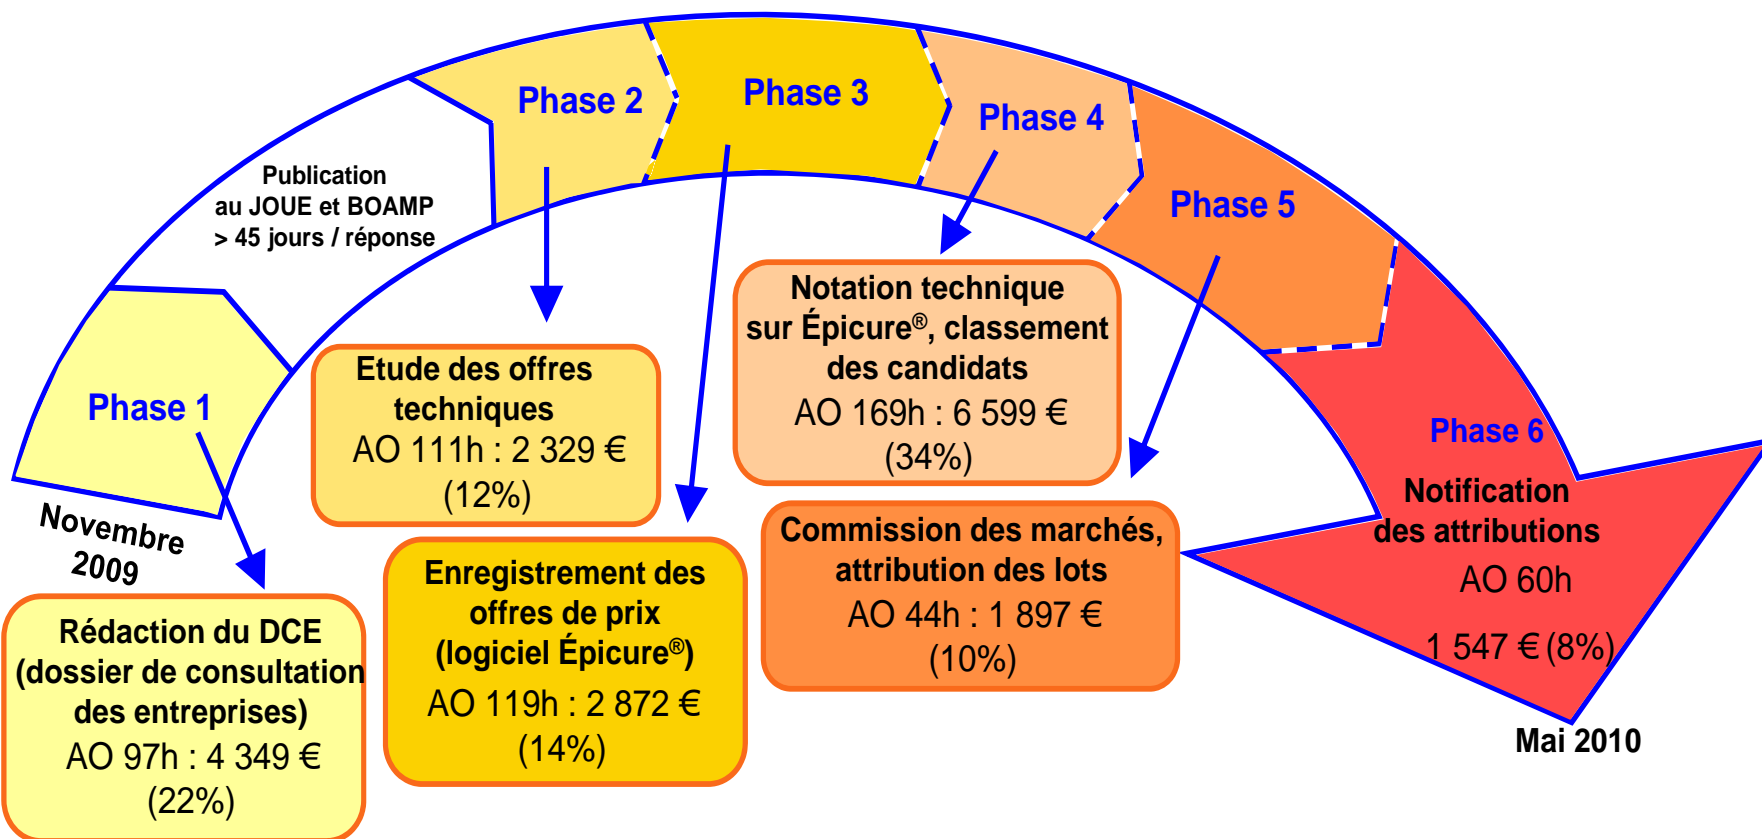 Phase 1
Novembre
2009
Rédaction du DCE
(dossier de consultation
des entreprises)
AO 97h : 4 349 €
(22%)
Publication
au JOUE et BOAMP
> 45 jours / réponse
Phase 2
Etude des offres
techniques
AO 111h : 2 329 €
(12%)
Phase 3
Enregistrement des
offres de prix
(logiciel Épicure®)
AO 119h : 2 872 €
(14%)
Phase 4
Notation technique
sur Épicure®, classement
des candidats
AO 169h : 6 599 €
(34%)
Phase 5
Commission des marchés,
attribution des lots
AO 44h : 1 897 €
(10%)
Phase 6
Notification
des attributions
AO 60h
1 547 € (8%)
Mai 2010